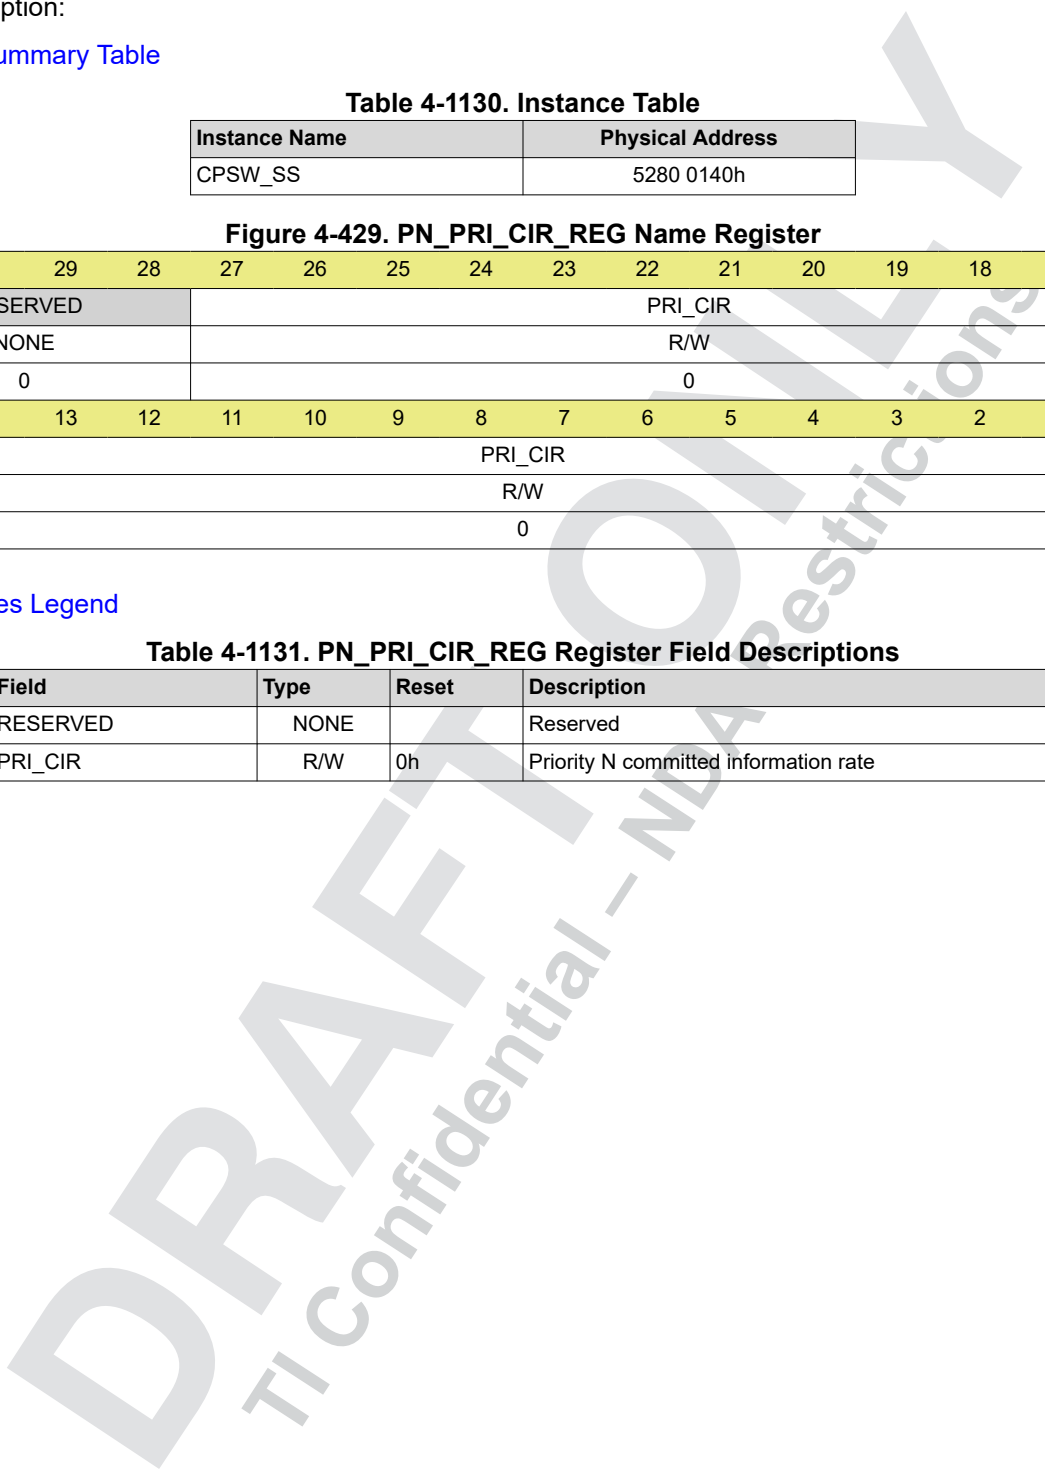 ption:
ummary Table
Table 4-1130. Instance Table
Instance Name Physical Address
CPSW_SS 5280 0140h
Figure 4-429. PN_PRI_CIR_REG Name Register
29 28 27 26 25 24 23 22 21 20 19 18
SERVED PRI_CIR
NONE R/W
0 0
13 12 11 10 9 8 7 6 5 4 3 2
PRI_CIR
R/W
0
es Legend
Table 4-1131. PN_PRI_CIR_REG Register Field Descriptions
Field Type Reset Description
RESERVED NONE Reserved
PRI_CIR R/W 0h Priority N committed information rate
DRAFT ONLY
TI Confidential – NDA Restrictions